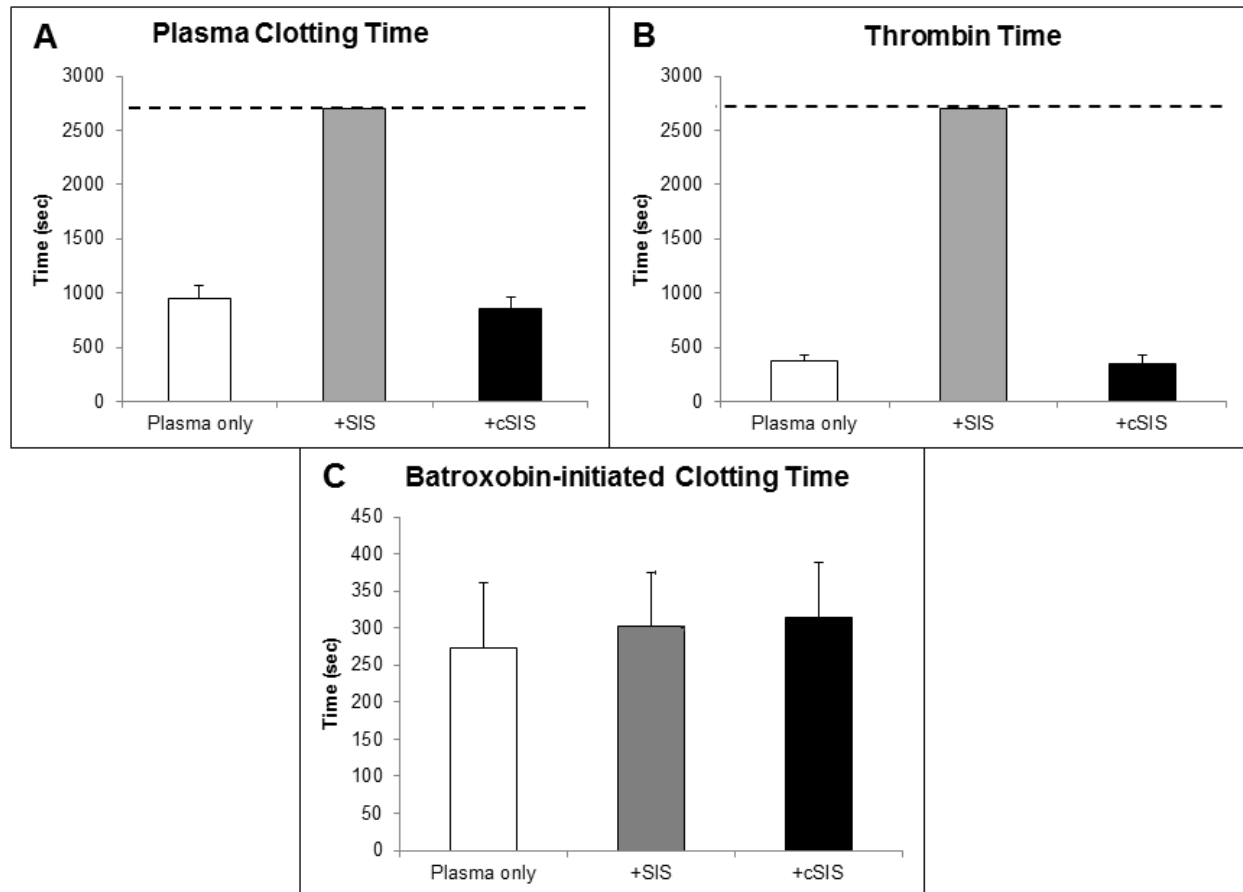 A Plasma Clotting Time
Time (sec)
3000
2500
2000
1500
1000
500
0
Plasma only +SIS +cSIS
B Thrombin Time
Time (sec)
3000
2500
2000
1500
1000
500
0
Plasma only +SIS +cSIS
C Batroxobin-initiated Clotting Time
Time (sec)
450
400
350
300
250
200
150
100
50
0
Plasma only +SIS +cSIS